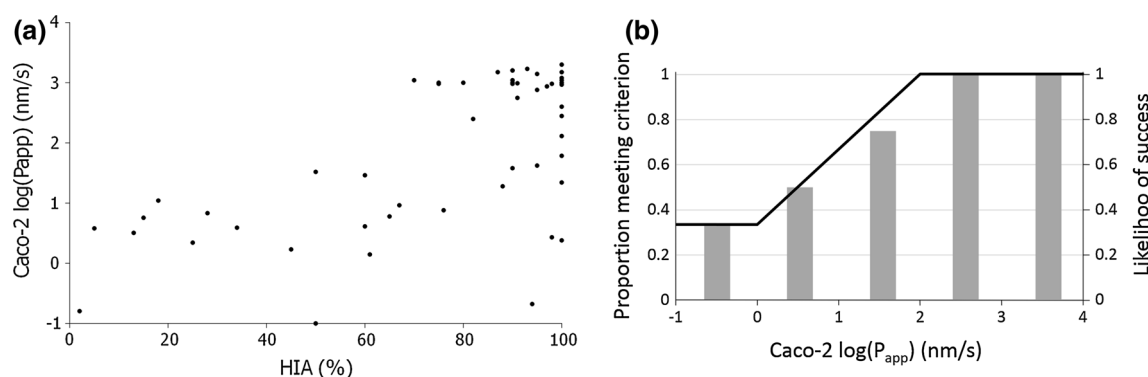 (a)
Caco-2 log(Papp) (nm/s)
4
3
2
1
0
-1
0 20 40 60 80 100
HIA (%)
(b)
Proportion meeting criterion
1
0.8
0.6
0.4
0.2
0
-1 0 1 2 3 4
Caco-2 log(Papp) (nm/s)
1
0.8
0.6
0.4
0.2
0
Likelihoo of success